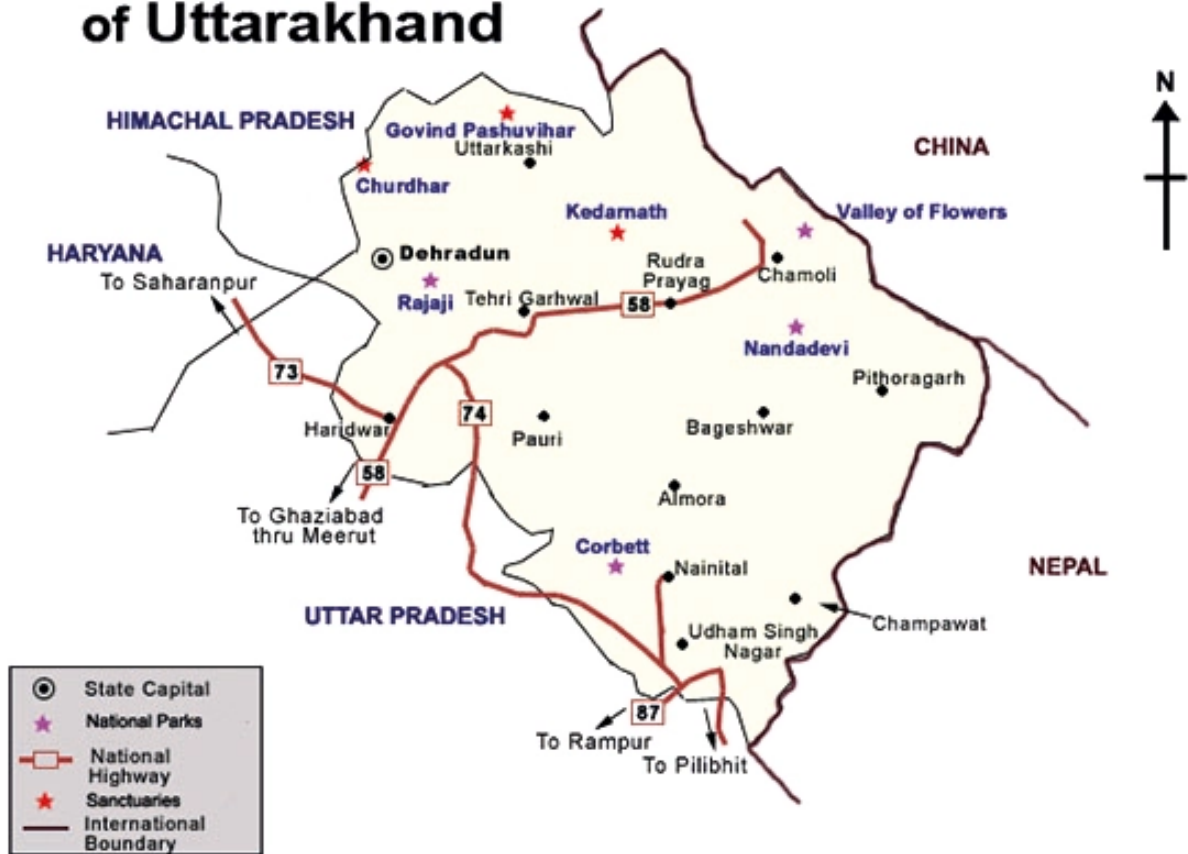 of Uttarakhand
N
HIMACHAL PRADESH
Govind Pashuvihar
Uttarkashi
CHINA
Churdhar
Kedarnath
Valley of Flowers
HARYANA
Dehradun
To Saharanpur
Rudra
Prayag
Chamoli
Rajaji
Tehri Garhwal
58
Nandadevi
73
Pithoragarh
74
Haridwar
Pauri
Bageshwar
58
Almora
To Ghaziabad
thru Meerut
Corbett
Nainital
NEPAL
UTTAR PRADESH
Champawat
Udham Singh
Nagar
87
To Rampur
To Pilibhit
State Capital
National Parks
National
Highway
Sanctuaries
International
Boundary